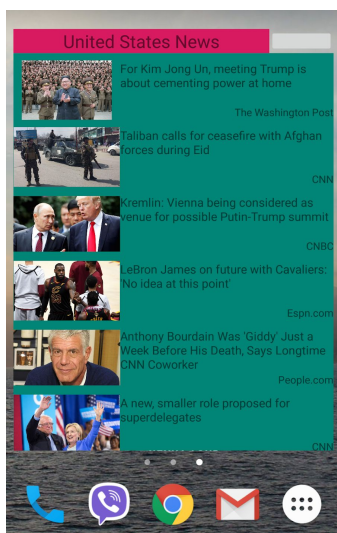 United States News
For Kim Jong Un, meeting Trump is
about cementing power at home
The Washington Post
Taliban calls for ceasefire with Afghan
forces during Eid
CNN
Kremlin: Vienna being considered as
venue for possible Putin-Trump summit
CNBC
LeBron James on future with Cavaliers:
'No idea at this point'
Espn.com
Anthony Bourdain Was 'Giddy' Just a
Week Before His Death, Says Longtime
CNN Coworker
People.com
A new, smaller role proposed for
superdelegates
CNN